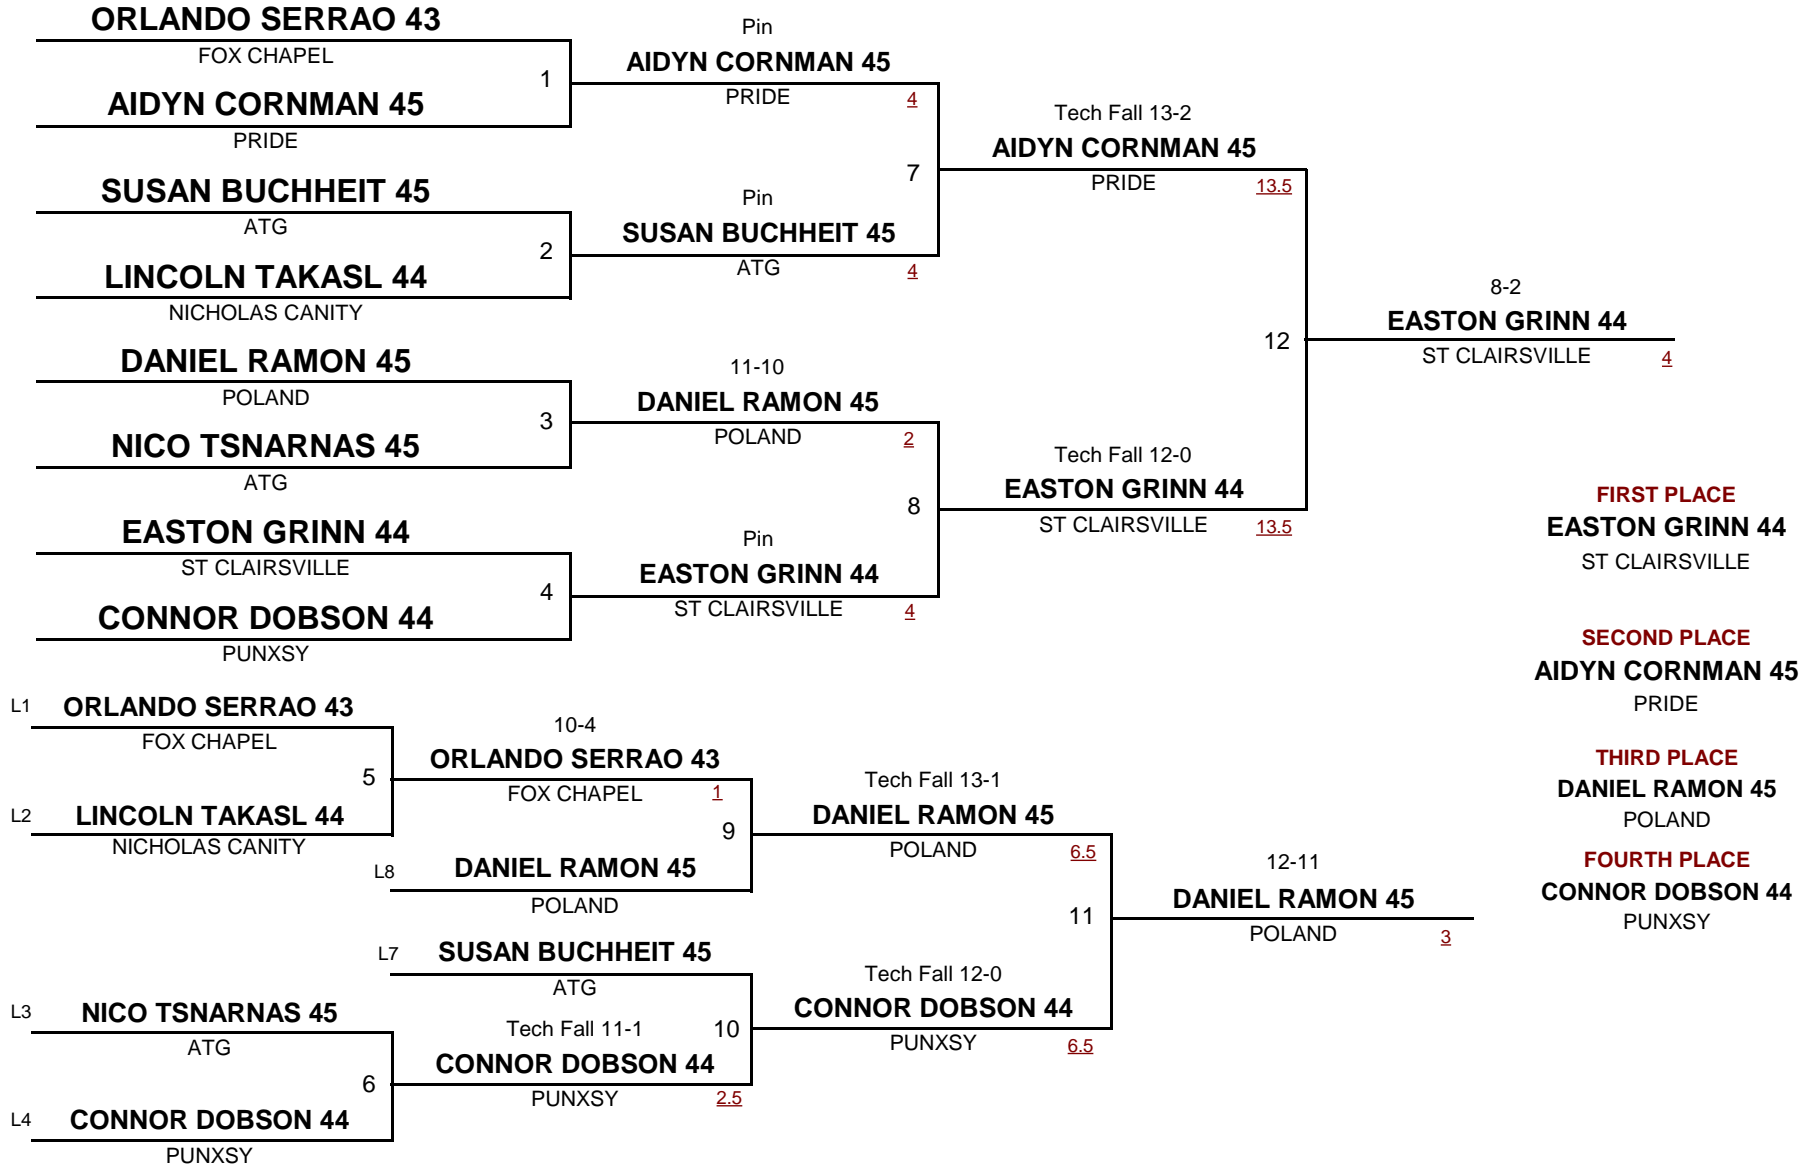 ORLANDO SERRAO 43
FOX CHAPEL
1
AIDYN CORNMAN 45
PRIDE
SUSAN BUCHHEIT 45
ATG
2
LINCOLN TAKASL 44
NICHOLAS CANITY
DANIEL RAMON 45
POLAND
3
NICO TSNARNAS 45
ATG
EASTON GRINN 44
ST CLAIRSVILLE
4
CONNOR DOBSON 44
PUNXSY
Pin
AIDYN CORNMAN 45
PRIDE 4
7
Pin
SUSAN BUCHHEIT 45
ATG 4
11-10
DANIEL RAMON 45
POLAND 2
8
Pin
EASTON GRINN 44
ST CLAIRSVILLE 4
Tech Fall 13-2
AIDYN CORNMAN 45
PRIDE 13.5
12
Tech Fall 12-0
EASTON GRINN 44
ST CLAIRSVILLE 13.5
8-2
EASTON GRINN 44
ST CLAIRSVILLE 4
L1 ORLANDO SERRAO 43
FOX CHAPEL
5
L2 LINCOLN TAKASL 44
NICHOLAS CANITY
L3 NICO TSNARNAS 45
ATG
6
L4 CONNOR DOBSON 44
PUNXSY
10-4
ORLANDO SERRAO 43
FOX CHAPEL 1
9
L8 DANIEL RAMON 45
POLAND
L7 SUSAN BUCHHEIT 45
ATG
Tech Fall 11-1 10
CONNOR DOBSON 44
PUNXSY 2.5
Tech Fall 13-1
DANIEL RAMON 45
POLAND 6.5
11
Tech Fall 12-0
CONNOR DOBSON 44
PUNXSY 6.5
12-11
DANIEL RAMON 45
POLAND 3
FIRST PLACE
EASTON GRINN 44
ST CLAIRSVILLE
SECOND PLACE
AIDYN CORNMAN 45
PRIDE
THIRD PLACE
DANIEL RAMON 45
POLAND
FOURTH PLACE
CONNOR DOBSON 44
PUNXSY